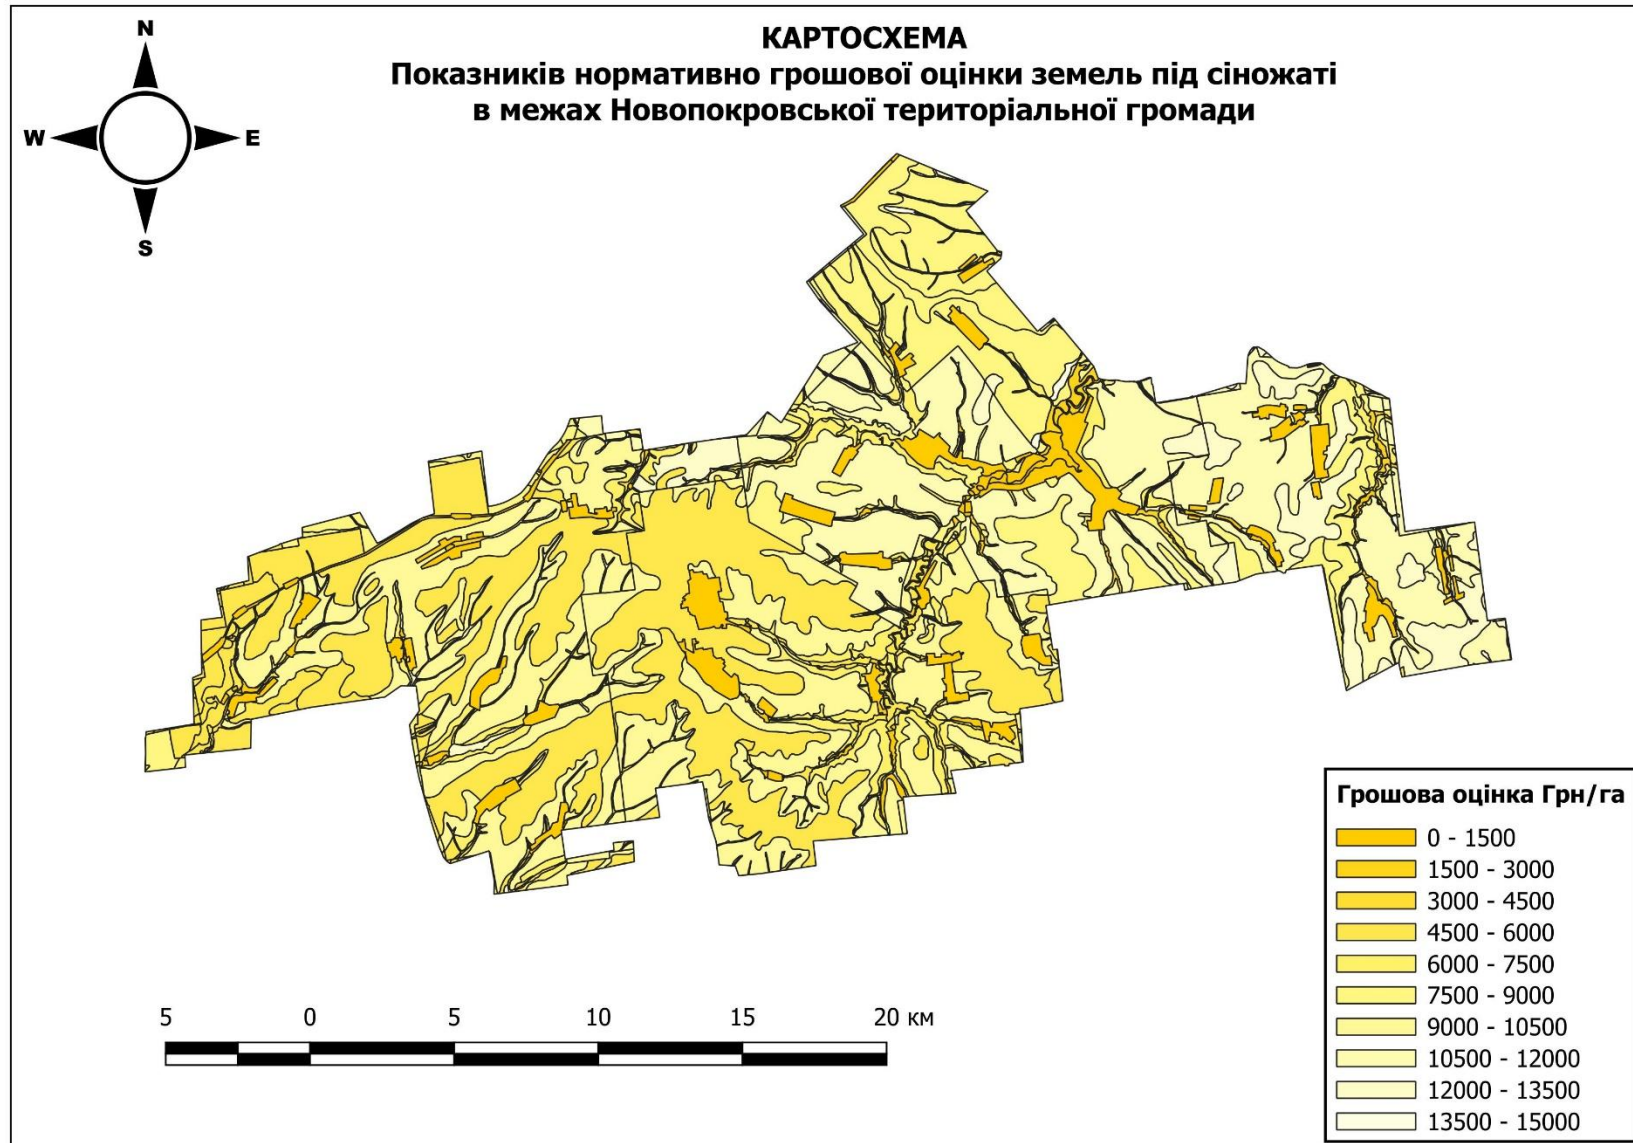 N
W
E
S
КАРТОСХЕМА
Показників нормативно грошової оцінки земель під сіножаті
в межах Новопокровської територіальної громади
5 0 5 10 15 20 км
Грошова оцінка Грн/га
0 - 1500
1500 - 3000
3000 - 4500
4500 - 6000
6000 - 7500
7500 - 9000
9000 - 10500
10500 - 12000
12000 - 13500
13500 - 15000